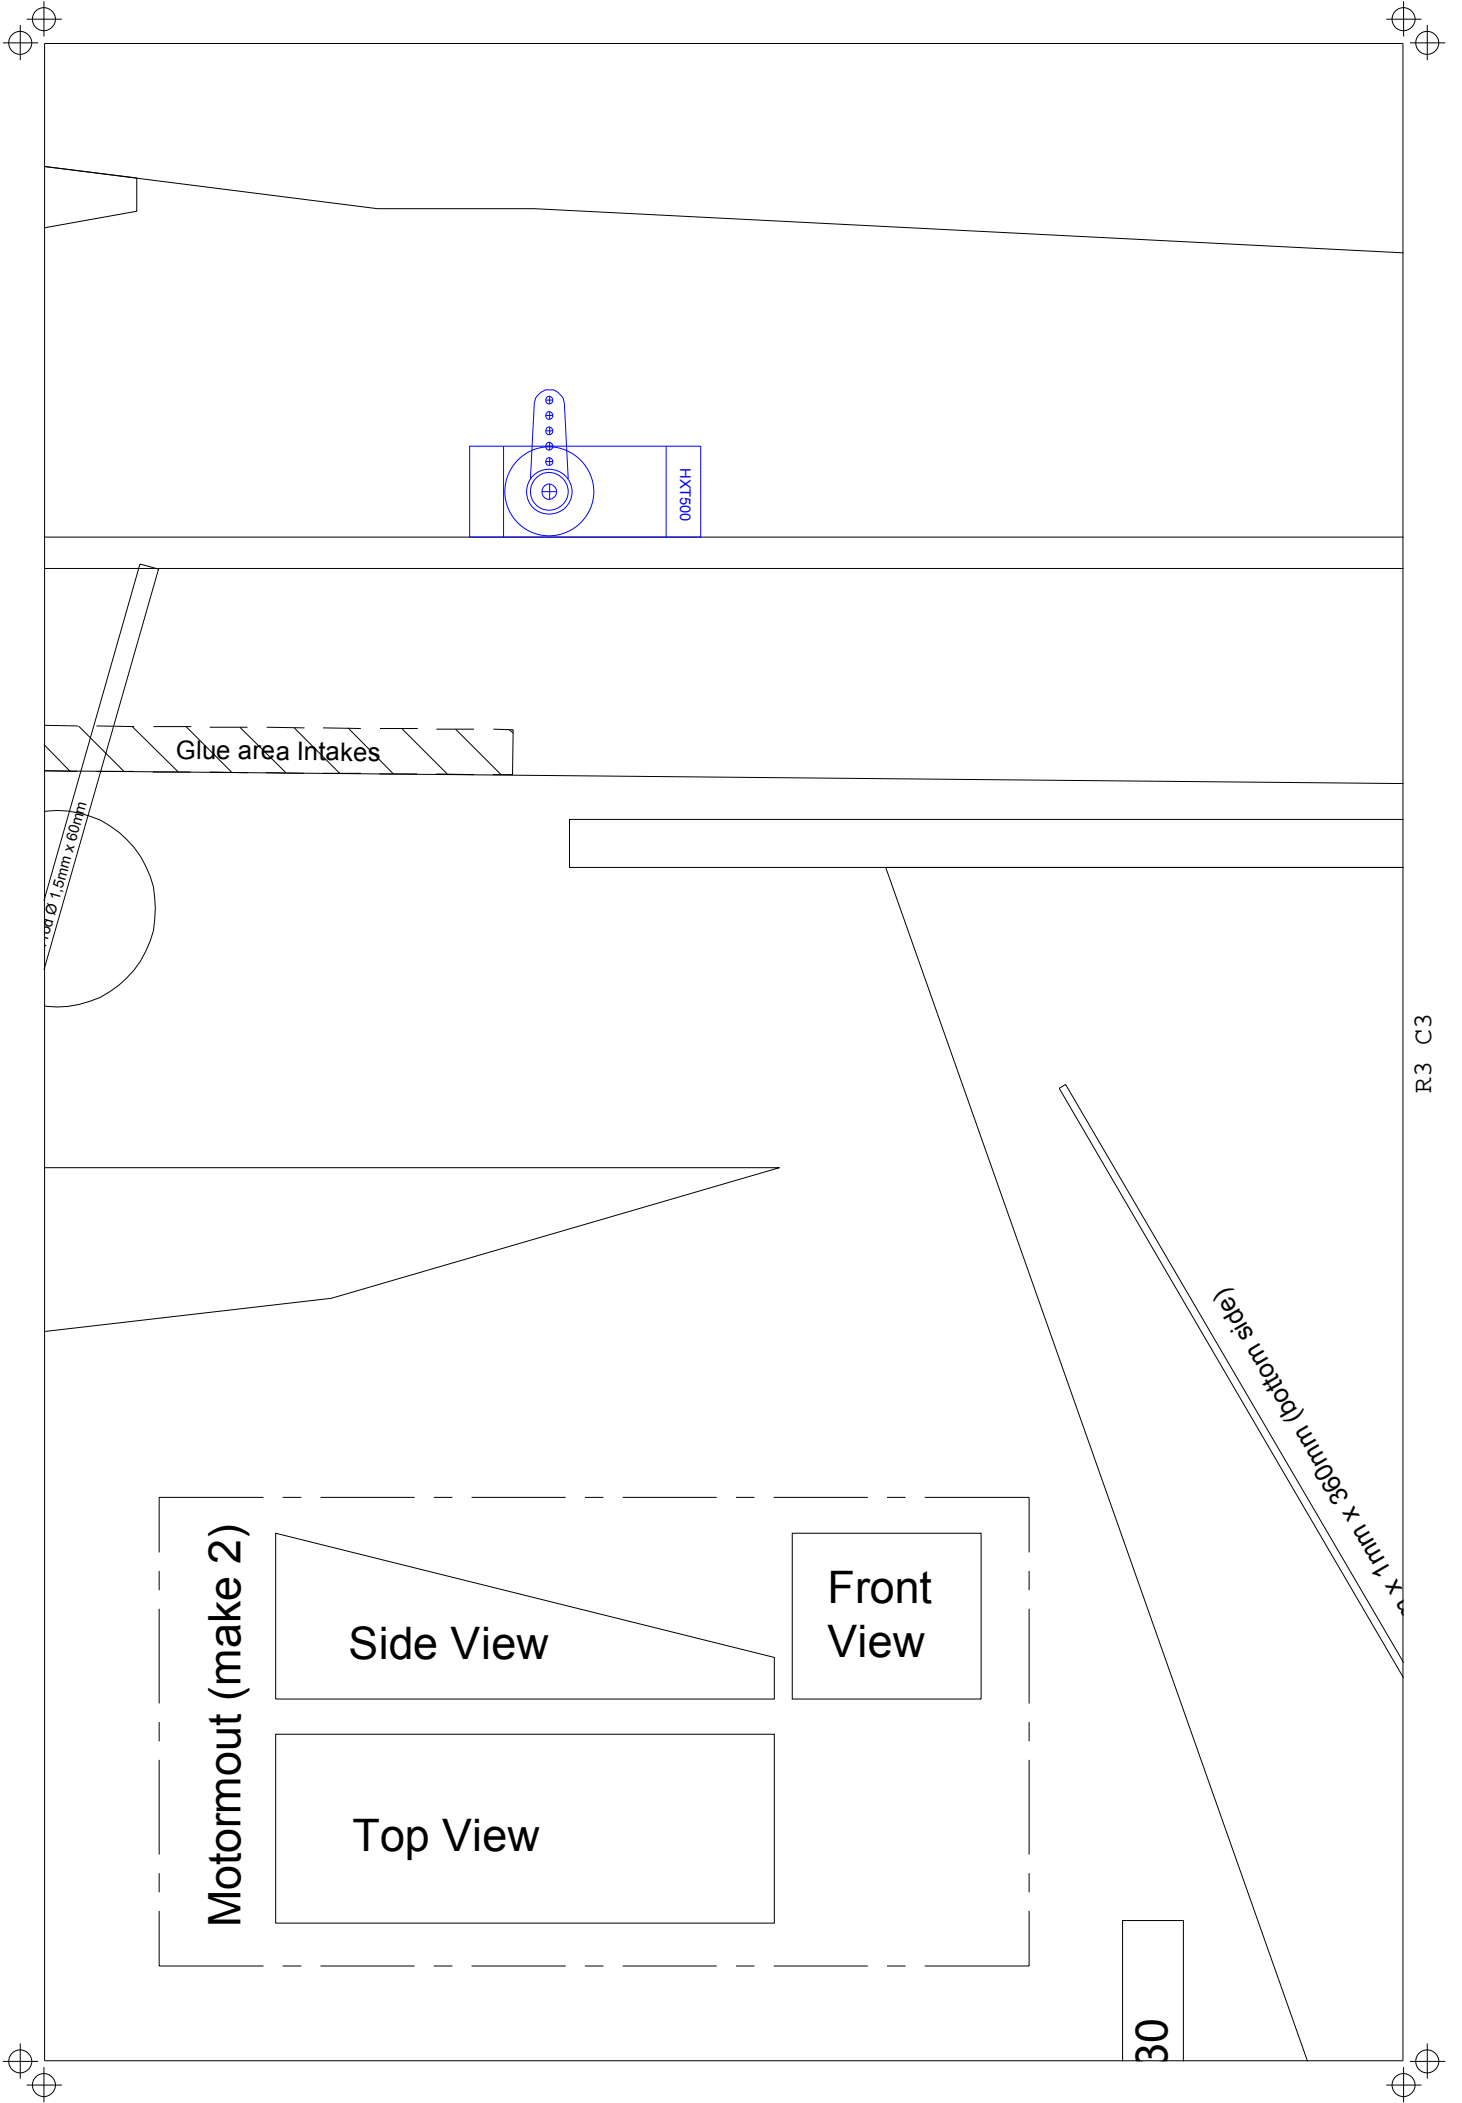 HXT500
Glue area Intakes
Ø 1,5mm x 60mm
R3 C3
x 1mm x 360mm (bottom side)
Motormout (make 2)
Side View
Front
View
Top View
30